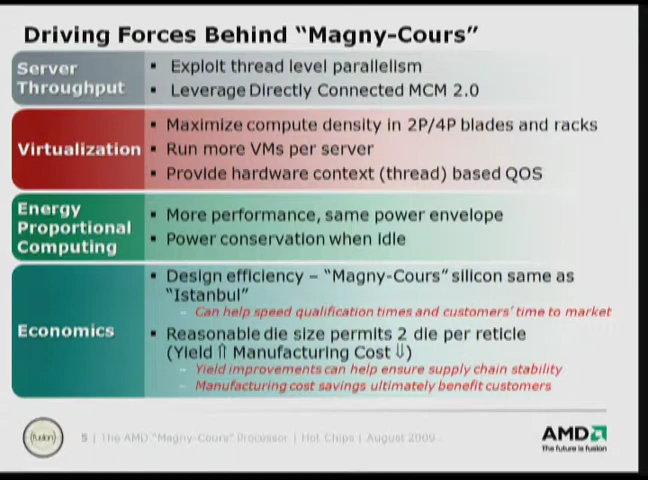 Driving Forces Behind “Magny-Cours”
Server
Throughput
▪ Exploit thread level parallelism
▪ Leverage Directly Connected MCM 2.0
Virtualization
▪ Maximize compute density in 2P/4P blades and racks
▪ Run more VMs per server
▪ Provide hardware context (thread) based QOS
Energy
Proportional
Computing
▪ More performance, same power envelope
▪ Power conservation when idle
Economics
▪ Design efficiency – “Magny-Cours” silicon same as
“Istanbul”
– Can help speed qualification times and customers’ time to market
▪ Reasonable die size permits 2 die per reticle
(Yield ⇑ Manufacturing Cost ⇓)
– Yield improvements can help ensure supply chain stability
– Manufacturing cost savings ultimately benefit customers
fusion
5 | The AMD “Magny-Cours” Processor | Hot Chips | August 2009
AMD
The future is fusion